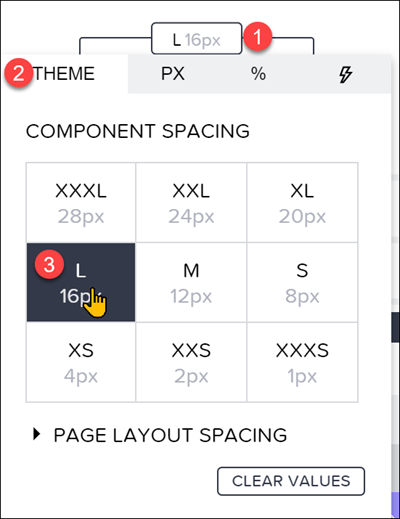 L 16px 1
2 THEME PX %
COMPONENT SPACING
XXXL XXL XL
28px 24px 20px
3 L M S
16px 12px 8px
XS XXS XXXS
4px 2px 1px
PAGE LAYOUT SPACING
CLEAR VALUES